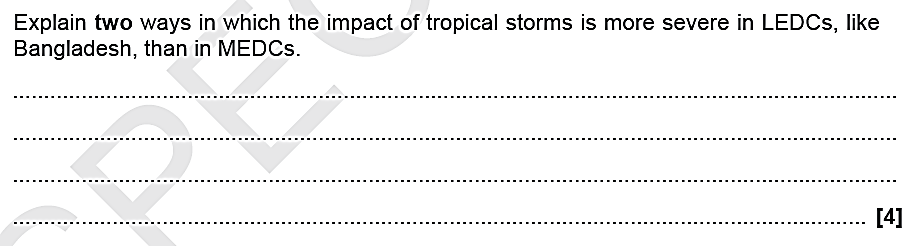 Explain two ways in which the impact of tropical storms is more severe in LEDCs, like
Bangladesh, than in MEDCs.
[4]